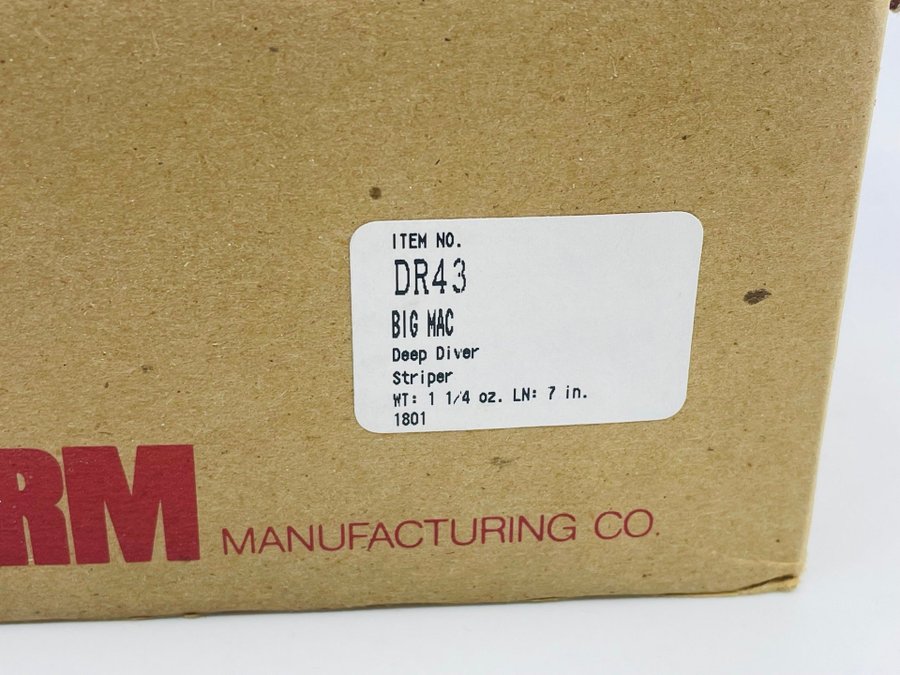 ITEM NO.
DR43
BIG MAC
Deep Diver
Striper
WT: 1 1/4 oz. LN: 7 in.
1801
RM MANUFACTURING CO.